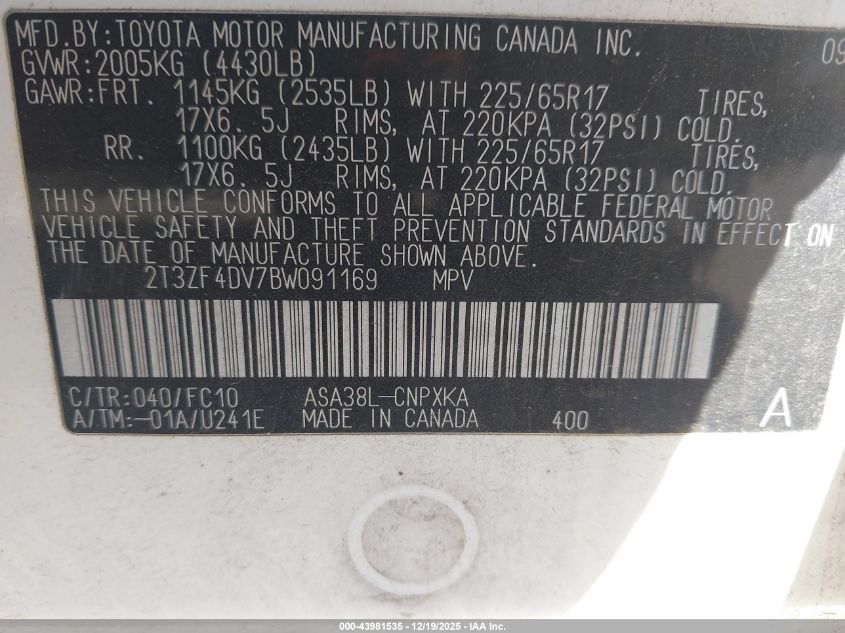 MFD.BY:TOYOTA MOTOR MANUFACTURING CANADA INC. 09
GVWR:2005KG (4430LB)
GAWR:FRT. 1145KG (2535LB) WITH 225/65R17 TIRES,
17X6. 5J RIMS, AT 220KPA (32PSI) COLD.
RR. 1100KG (2435LB) WITH 225/65R17 TIRES,
17X6. 5J RIMS, AT 220KPA (32PSI) COLD.
THIS VEHICLE CONFORMS TO ALL APPLICABLE FEDERAL MOTOR
VEHICLE SAFETY AND THEFT PREVENTION STANDARDS IN EFFECT ON
THE DATE OF MANUFACTURE SHOWN ABOVE.
2T3ZF4DV7BW091169 MPV
C/TR:040/FC10 ASA38L-CNPXKA
A/TM:-01A/U241E MADE IN CANADA 400 A
000-43981535 - 12/19/2025 - IAA Inc.